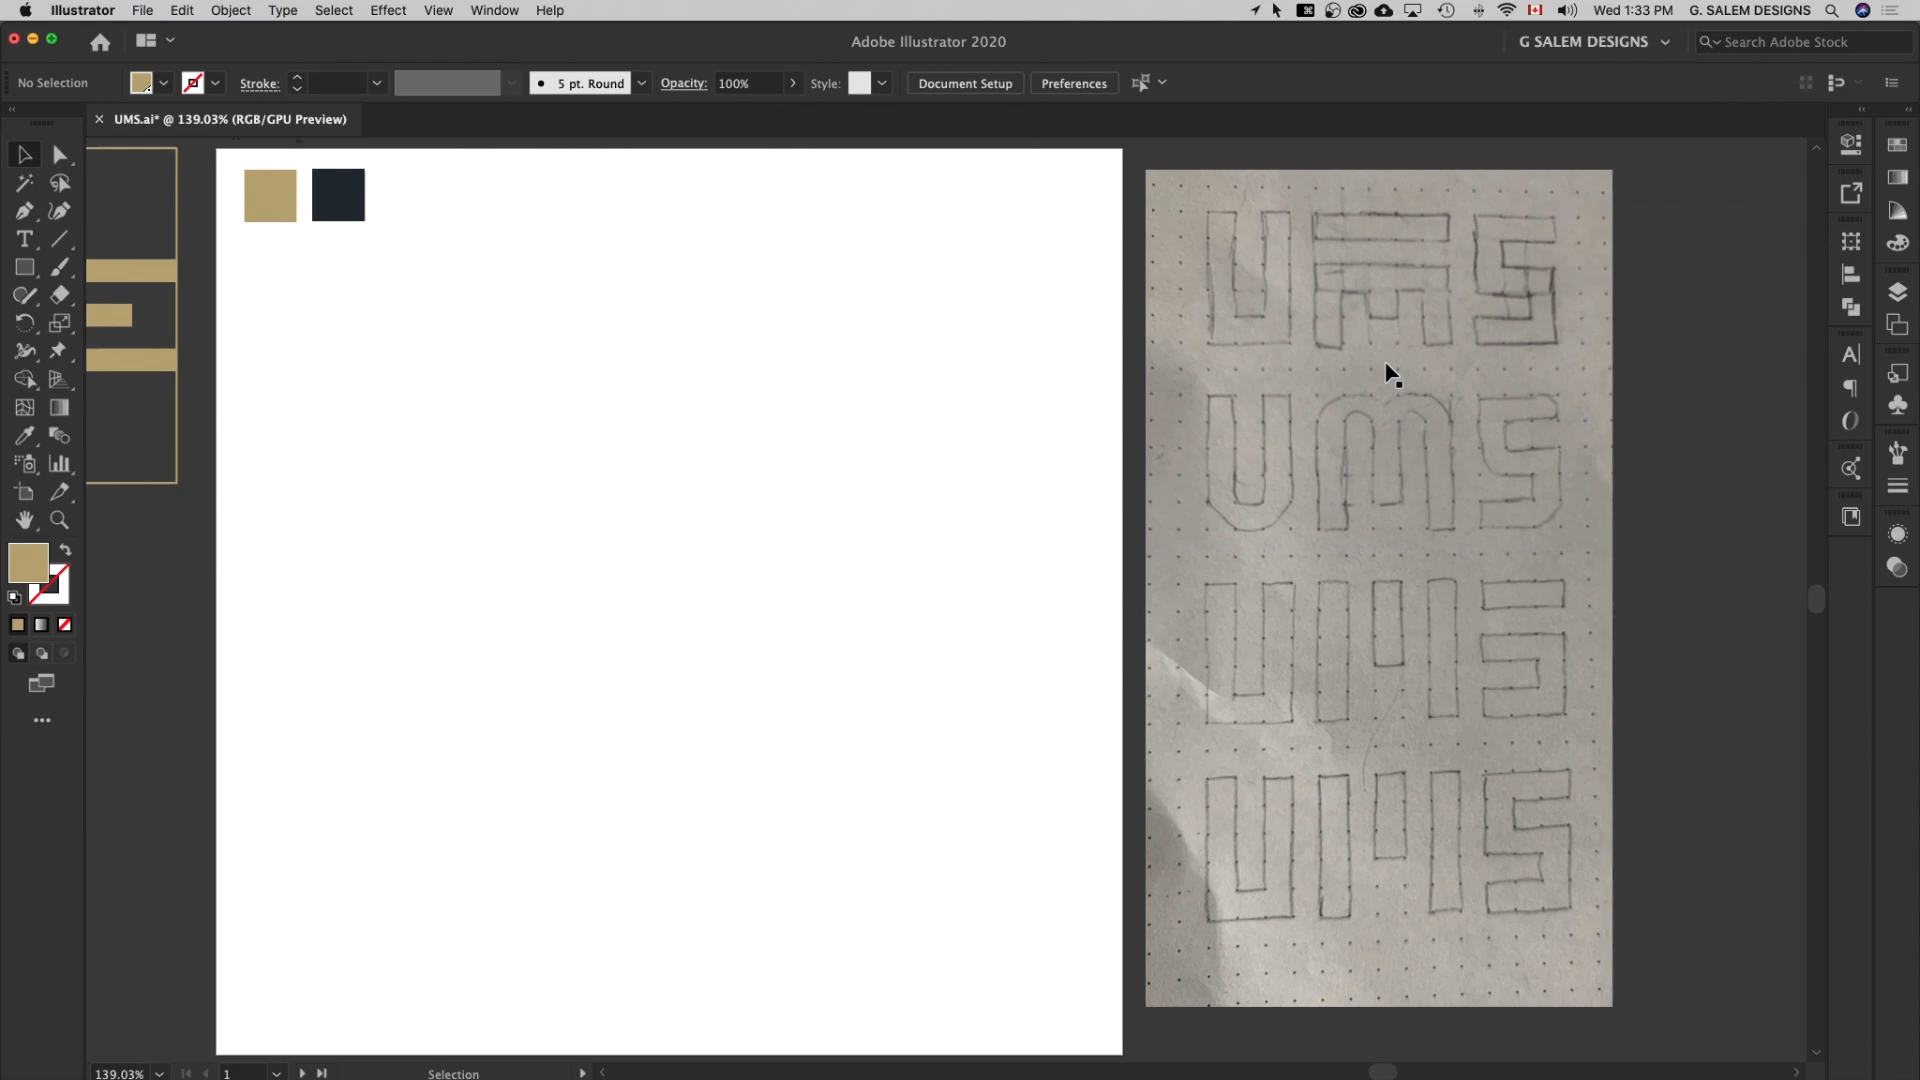 Illustrator File Edit Object Type Select Effect View Window Help Wed 1:33 PM G. SALEM DESIGNS
Adobe Illustrator 2020 G SALEM DESIGNS Search Adobe Stock
No Selection Stroke: 5 pt. Round Opacity: 100% Style: Document Setup Preferences
× UMS.ai* @ 139.03% (RGB/GPU Preview)
UMS
UMS
UMS
UMS
139.03% 1 Selection